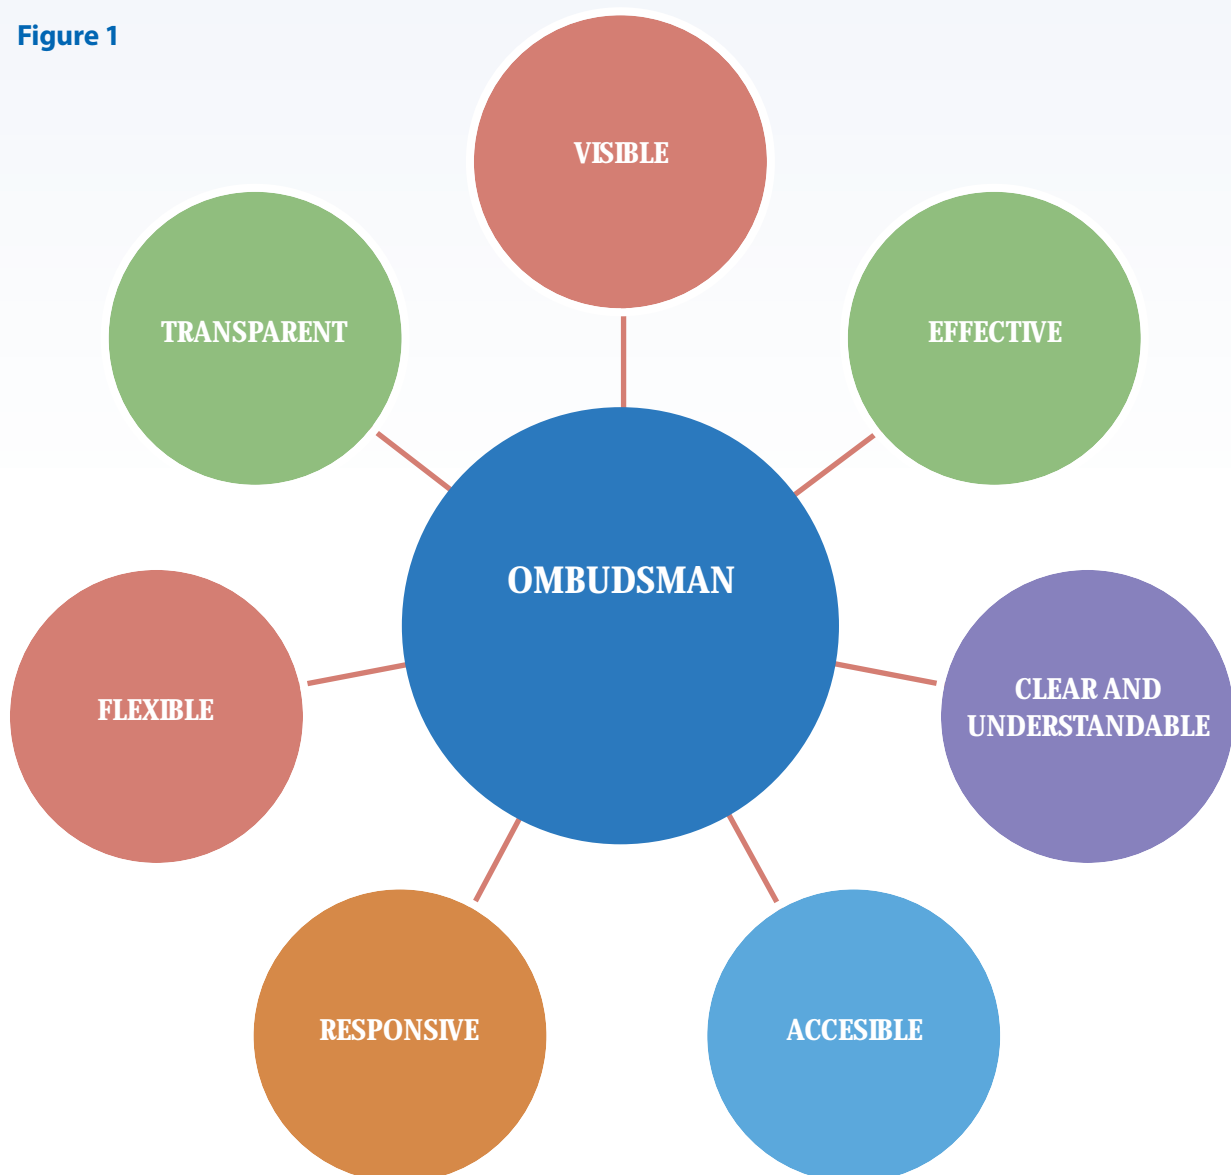 Figure 1
VISIBLE
TRANSPARENT
EFFECTIVE
OMBUDSMAN
FLEXIBLE
CLEAR AND
UNDERSTANDABLE
RESPONSIVE
ACCESIBLE